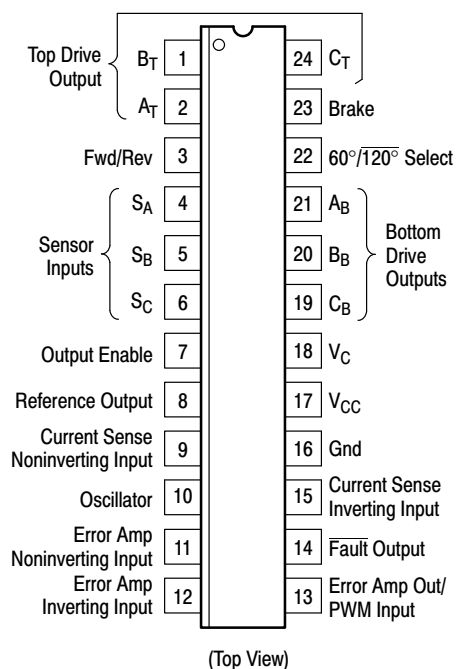 Top Drive
Output
B_T 1
A_T 2
Fwd/Rev 3
Sensor
Inputs
S_A 4
S_B 5
S_C 6
Output Enable 7
Reference Output 8
Current Sense
Noninverting Input 9
Oscillator 10
Error Amp
Noninverting Input 11
Error Amp
Inverting Input 12
24 C_T
23 Brake
22 60°/1̅2̅0̅°̅ Select
21 A_B
20 B_B
19 C_B
Bottom
Drive
Outputs
18 V_C
17 V_CC
16 Gnd
15 Current Sense
Inverting Input
14 F̅a̅u̅l̅t̅ Output
13 Error Amp Out/
PWM Input
(Top View)